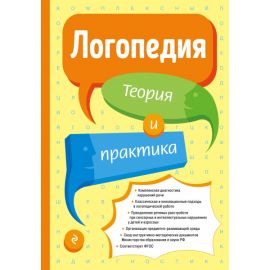 Логопедия
Теория
и
практика
Комплексная диагностика
нарушений речи
Классические и инновационные подходы
в логопедической работе
Преодоление речевых расстройств
при сенсорных и интеллектуальных нарушениях
у детей и взрослых
Организация предметно-развивающей среды
Свод инструктивно-методических документов
Министерства образования и науки РФ
Соответствует ФГОС